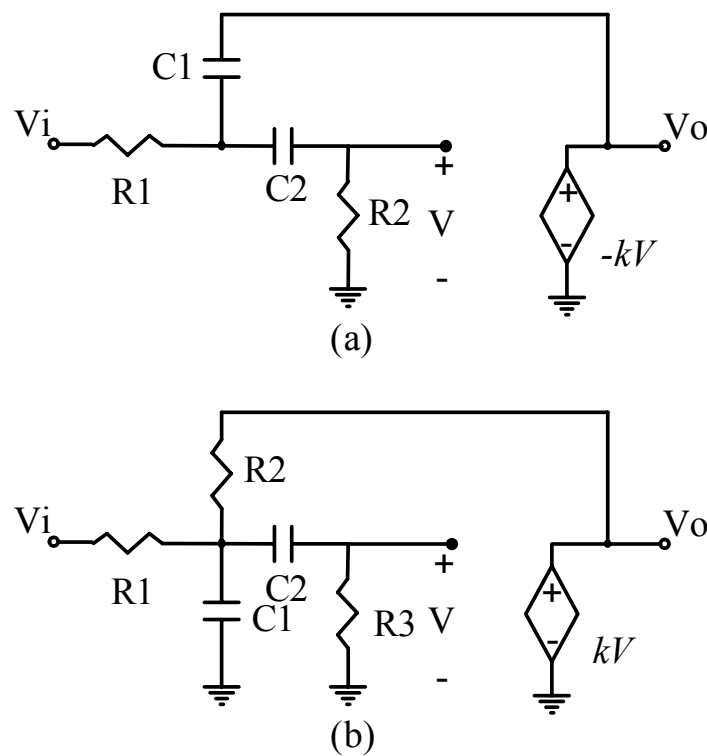 C1
Vi
Vo
R1
C2
R2
+
V
-
+
-
-kV
(a)
R2
Vi
Vo
R1
C2
C1
R3
+
V
-
+
-
kV
(b)